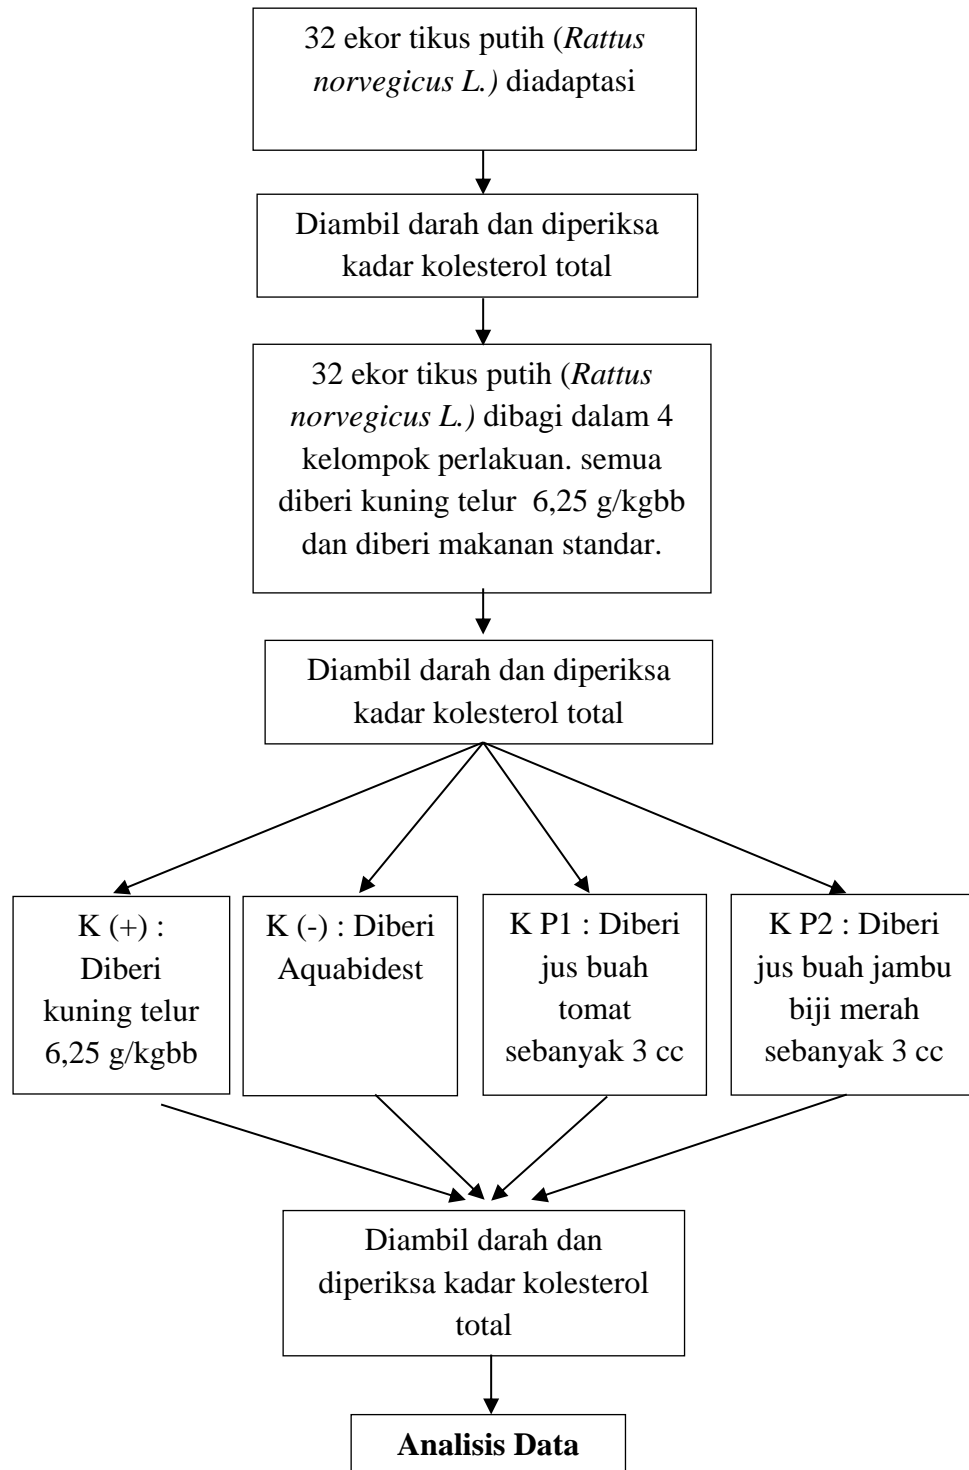 32 ekor tikus putih (Rattus
norvegicus L.) diadaptasi
Diambil darah dan diperiksa
kadar kolesterol total
32 ekor tikus putih (Rattus
norvegicus L.) dibagi dalam 4
kelompok perlakuan. semua
diberi kuning telur 6,25 g/kgbb
dan diberi makanan standar.
Diambil darah dan diperiksa
kadar kolesterol total
K (+) :
Diberi
kuning telur
6,25 g/kgbb
K (-) : Diberi
Aquabidest
K P1 : Diberi
jus buah
tomat
sebanyak 3 cc
K P2 : Diberi
jus buah jambu
biji merah
sebanyak 3 cc
Diambil darah dan
diperiksa kadar kolesterol
total
Analisis Data